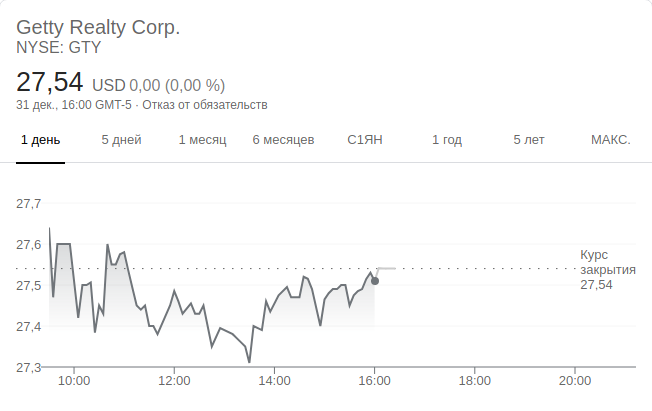 Getty Realty Corp.
NYSE: GTY
27,54 USD 0,00 (0,00 %)
31 дек., 16:00 GMT-5 · Отказ от обязательств
1 день 5 дней 1 месяц 6 месяцев С1ЯН 1 год 5 лет МАКС.
27,7
27,6
Курс
закрытия
27,5
27,54
27,4
27,3
10:00 12:00 14:00 16:00 18:00 20:00